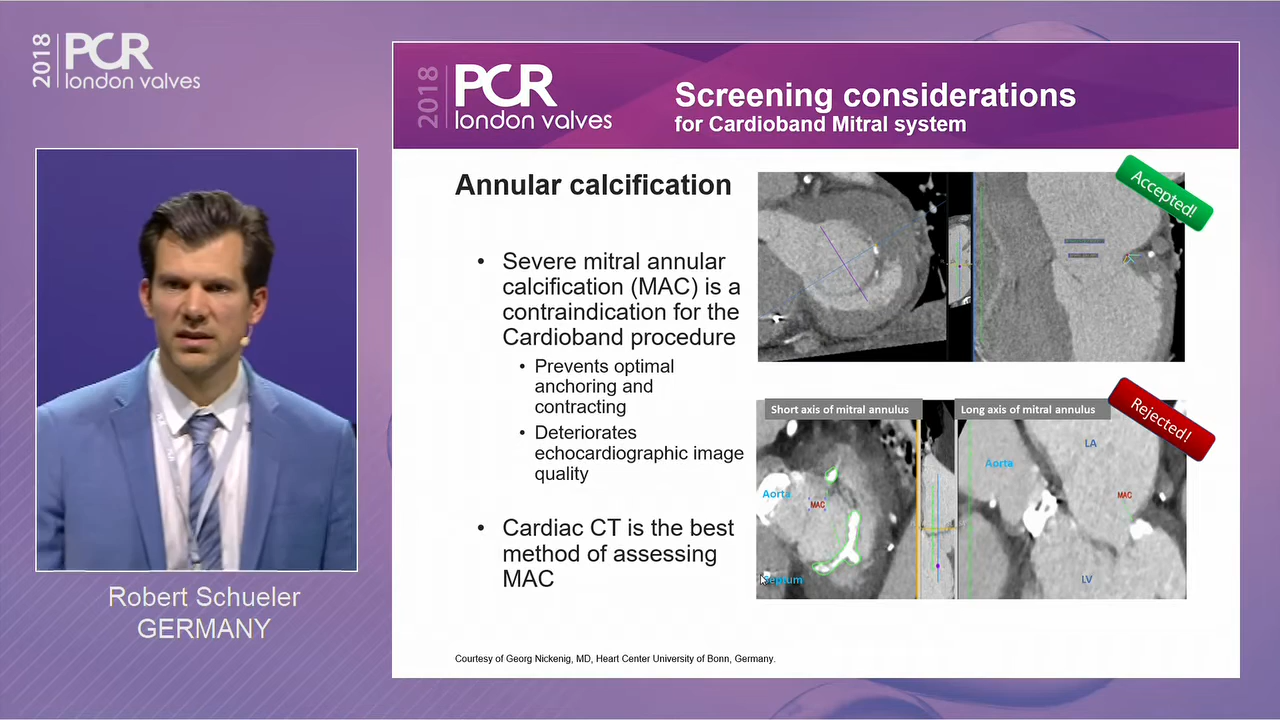 2018 PCR
london valves
2018 PCR
london valves
Screening considerations
for Cardioband Mitral system
Annular calcification
• Severe mitral annular
calcification (MAC) is a
contraindication for the
Cardioband procedure
• Prevents optimal
anchoring and
contracting
• Deteriorates
echocardiographic image
quality
• Cardiac CT is the best
method of assessing
MAC
Accepted!
Rejected!
Short axis of mitral annulus
Long axis of mitral annulus
Aorta
MAC
Septum
Aorta
LA
MAC
LV
Courtesy of Georg Nickenig, MD, Heart Center University of Bonn, Germany.
Robert Schueler
GERMANY